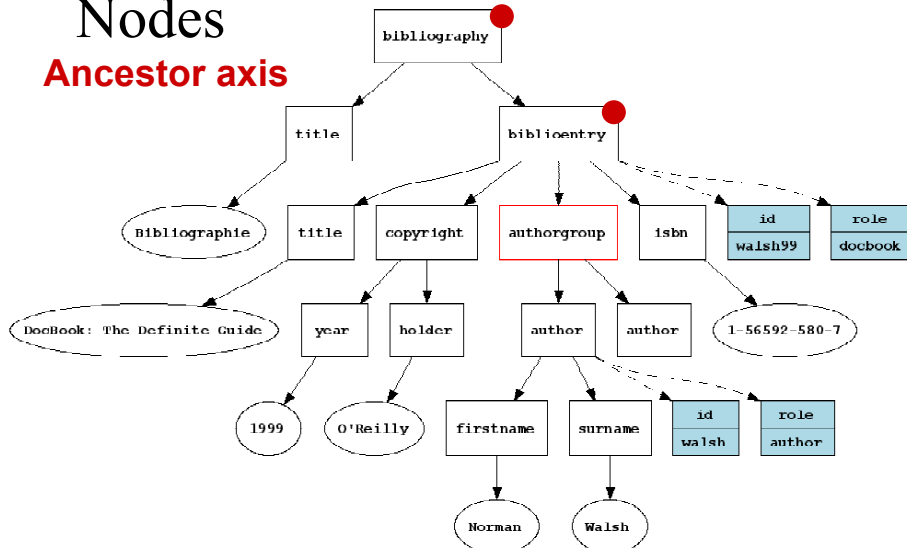 Nodes
Ancestor axis
bibliography
title
biblioentry
Bibliographie
title
copyright
authorgroup
isbn
id
walsh99
role
docbook
DocBook: The Definite Guide
year
holder
author
author
1-56592-580-7
1999
O'Reilly
firstname
surname
id
walsh
role
author
Norman
Walsh